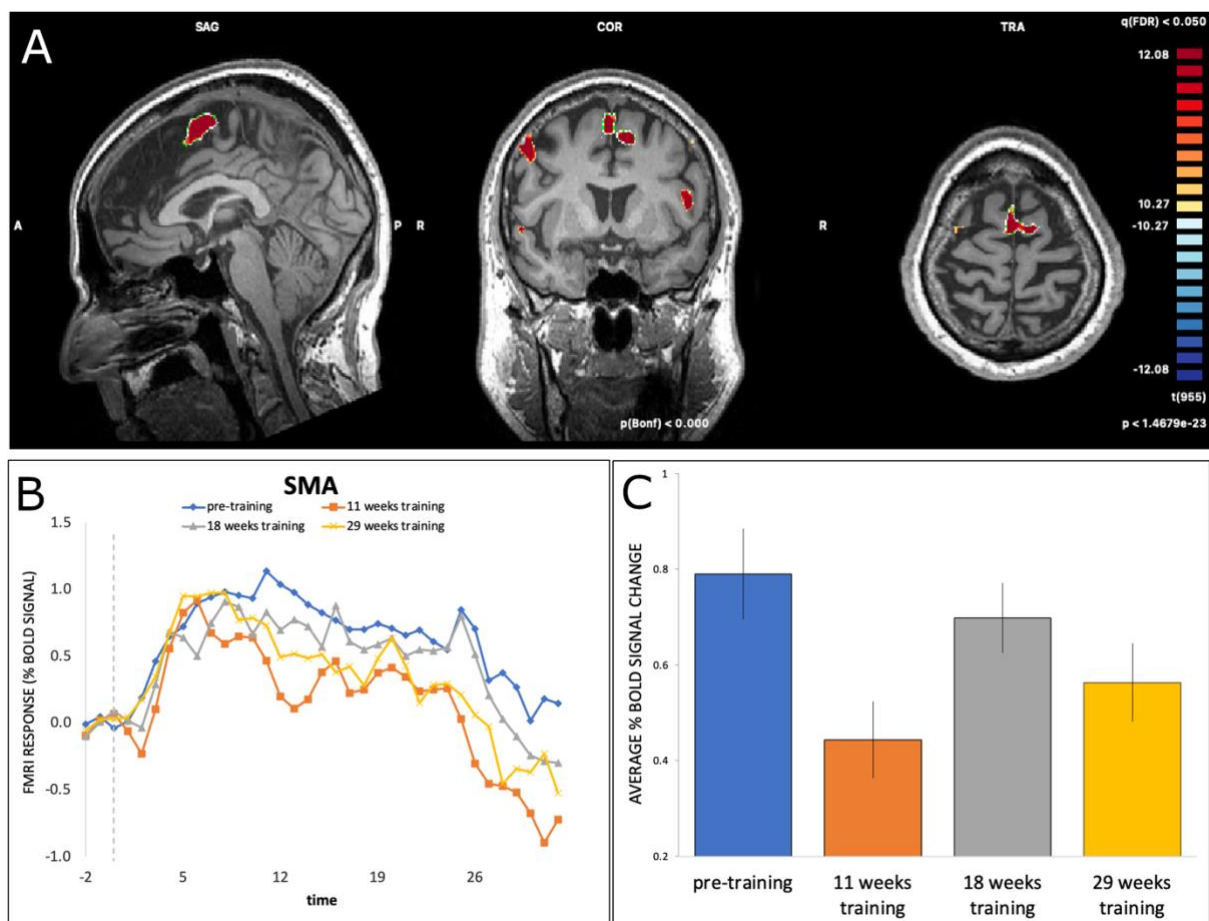 A
SAG
COR
TRA
q(FDR) < 0.050
12.08
A
P
R
R
10.27
-10.27
-12.08
t(955)
p(Bonf) < 0.000
p < 1.4679e-23
B
SMA
pre-training
11 weeks training
18 weeks training
29 weeks training
FMRI RESPONSE (% BOLD SIGNAL)
1.5
1.0
0.5
0.0
-0.5
-1.0
-2
5
12
19
26
time
C
AVERAGE % BOLD SIGNAL CHANGE
1
0.8
0.6
0.4
0.2
pre-training
11 weeks
training
18 weeks
training
29 weeks
training